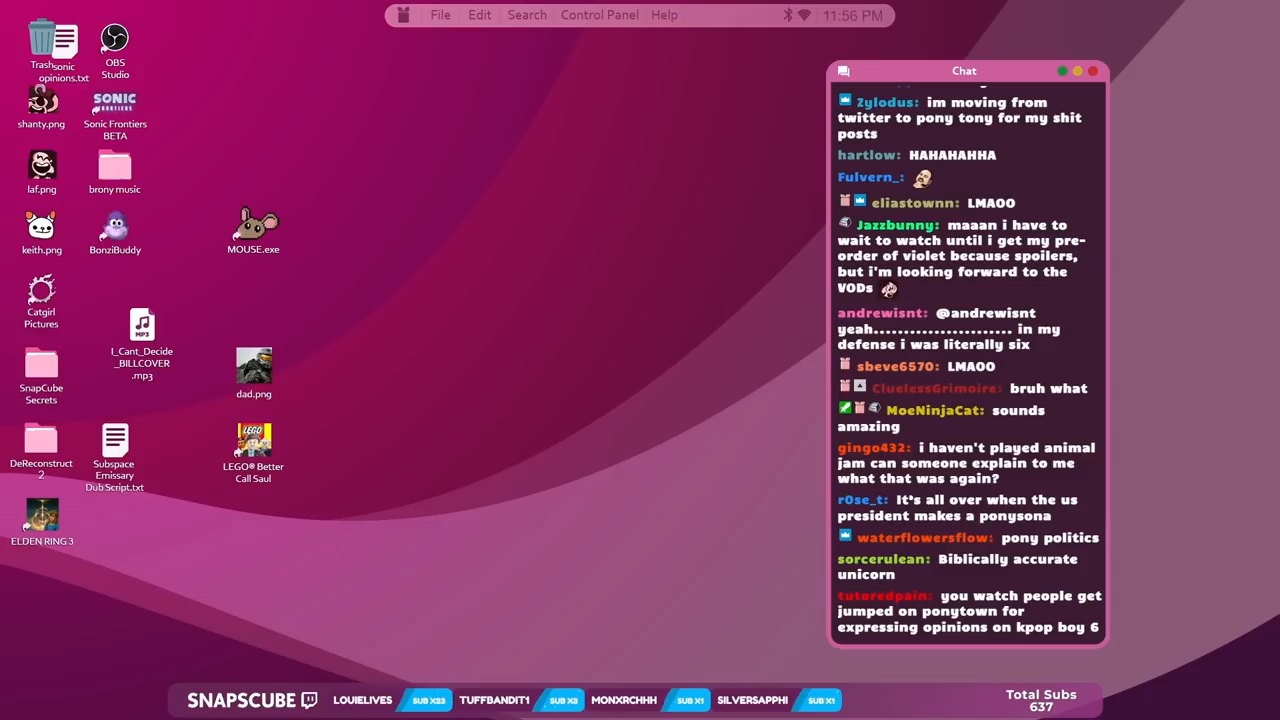 File Edit Search Control Panel Help 11:56 PM
Trash
sonic
opinions.txt
OBS
Studio
shanty.png
SONIC
FRONTIERS
Sonic Frontiers
BETA
laf.png
brony music
keith.png
BonziBuddy
MOUSE.exe
Catgirl
Pictures
MP3
I_Cant_Decide
_BILLCOVER
.mp3
SnapCube
Secrets
dad.png
DeReconstruct
2
Subspace
Emissary
Dub Script.txt
LEGO
LEGO® Better
Call Saul
ELDEN RING 3
Chat
Zylodus: im moving from
twitter to pony tony for my shit
posts
hartlow: HAHAHAHHA
Fulvern_:
eliastownn: LMAOO
Jazzbunny: maaan i have to
wait to watch until i get my pre-
order of violet because spoilers,
but i'm looking forward to the
VODs
andrewisnt: @andrewisnt
yeah........................ in my
defense i was literally six
sbeve6570: LMAOO
CluelessGrimoire: bruh what
MoeNinjaCat: sounds
amazing
gingo432: i haven't played animal
jam can someone explain to me
what that was again?
r0se_t: It's all over when the us
president makes a ponysona
waterflowersflow: pony politics
sorcerulean: Biblically accurate
unicorn
tutoredpain: you watch people get
jumped on ponytown for
expressing opinions on kpop boy 6
SNAPSCUBE LOUIELIVES SUB X23 TUFFBANDIT1 SUB X3 MONXRCHHH SUB X1 SILVERSAPPHI SUB X1
Total Subs
637